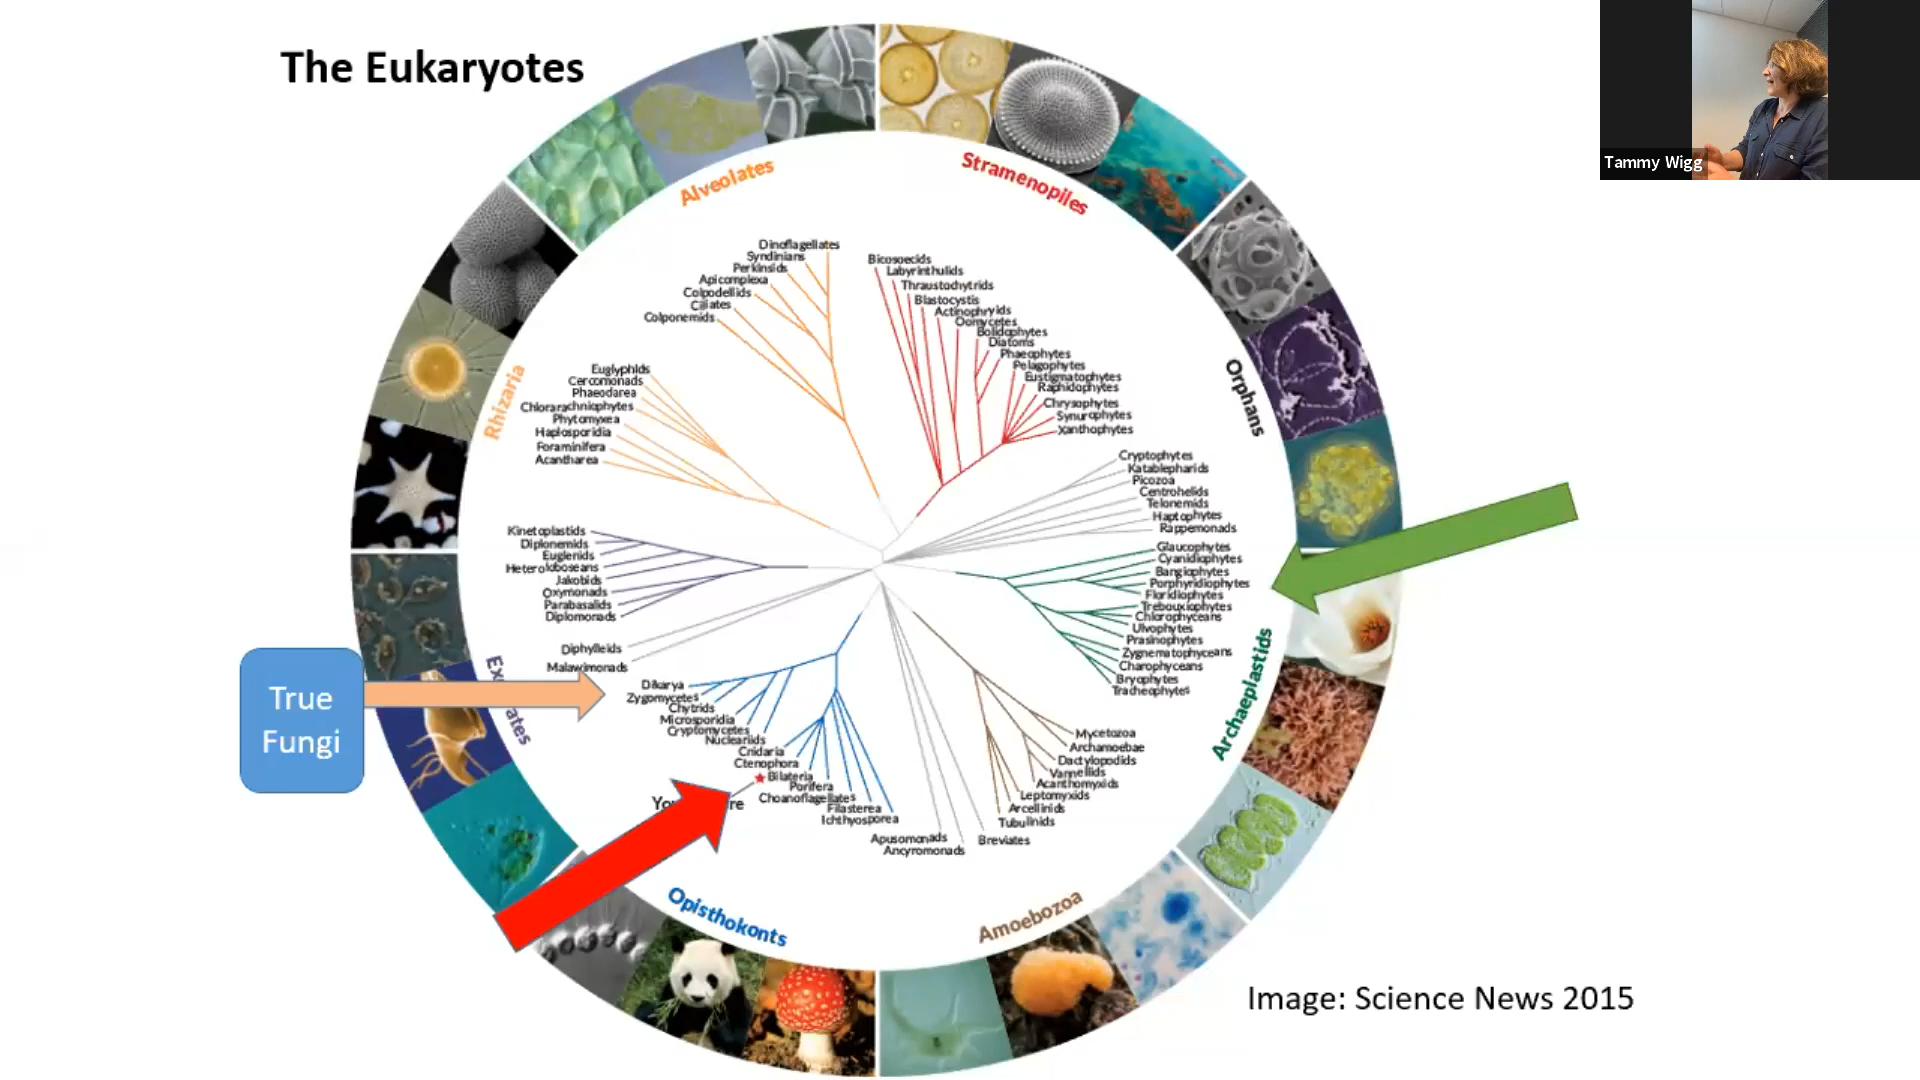 The Eukaryotes
Tammy Wigg
Alveolates
Stramenopiles
Orphans
Rhizaria
Archaeplastids
Opisthokonts
Amoebozoa
Dinoflagellates
Syndinians
Perkinsids
Apicomplexa
Colpodellids
Ciliates
Colponemids
Bicosoecids
Labyrinthulids
Thraustochytrids
Blastocystis
Actinophryids
Oomycetes
Bolidophytes
Diatoms
Phaeophytes
Pelagophytes
Eustigmatophytes
Raphidophytes
Chrysophytes
Synurophytes
Xanthophytes
Euglyphids
Cercomonads
Phaeodarea
Chlorarachniophytes
Phytomyxea
Haplosporidia
Foraminifera
Acantharea
Cryptophytes
Katablepharids
Picozoa
Centrohelids
Telonemids
Haptophytes
Rappemonads
Kinetoplastids
Diplonemids
Euglenids
Heteroloboseans
Jakobids
Oxymonads
Parabasalids
Diplomonads
Diphylleids
Malawimonads
Glaucophytes
Cyanidiophytes
Bangiophytes
Porphyridiophytes
Floridiophytes
Trebouxiophytes
Chlorophyceans
Ulvophytes
Prasinophytes
Zygnematophyceans
Charophyceans
Bryophytes
Tracheophytes
True
Fungi
Dikarya
Zygomycetes
Chytrids
Microsporidia
Cryptomycetes
Nucleariids
Cnidaria
Ctenophora
Bilateria
Porifera
Choanoflagellates
Filasterea
Ichthyosporea
Mycetozoa
Archamoebae
Dactylopodids
Vannellids
Acanthomyxids
Leptomyxids
Arcellinids
Tubulinids
Apusomonads
Ancyromonads
Breviates
Image: Science News 2015